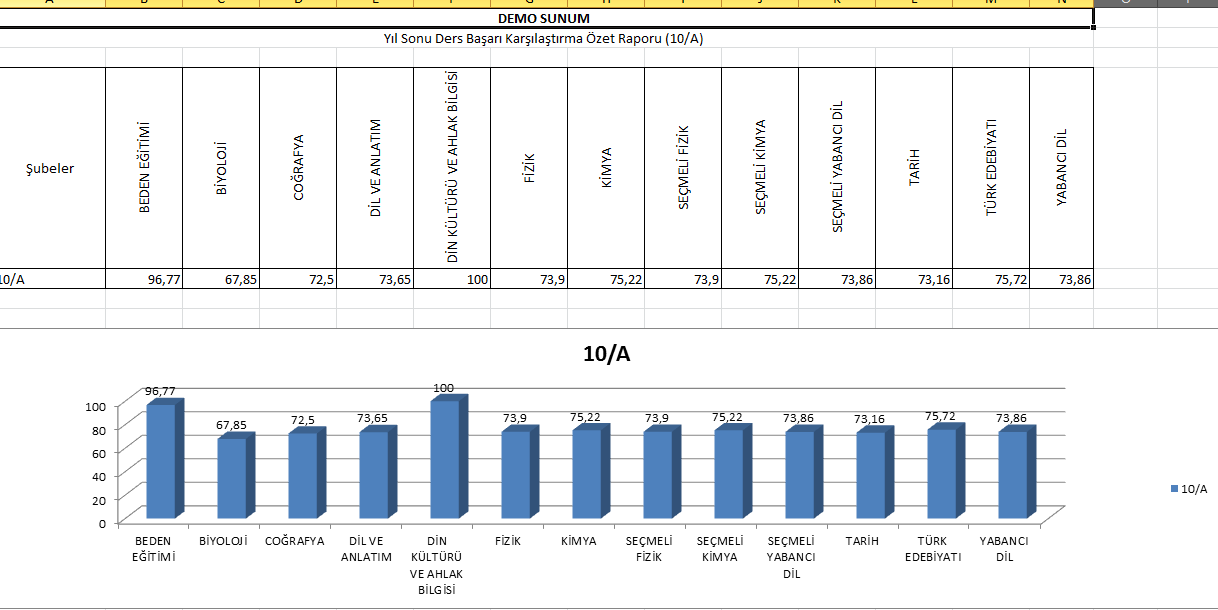 DEMO SUNUM
Yıl Sonu Ders Başarı Karşılaştırma Özet Raporu (10/A)
Şubeler
BEDEN EĞİTİMİ
BİYOLOJİ
COĞRAFYA
DİL VE ANLATIM
DİN KÜLTÜRÜ VE AHLAK BİLGİSİ
FİZİK
KİMYA
SEÇMELİ FİZİK
SEÇMELİ KİMYA
SEÇMELİ YABANCI DİL
TARİH
TÜRK EDEBİYATI
YABANCI DİL
10/A 96,77 67,85 72,5 73,65 100 73,9 75,22 73,9 75,22 73,86 73,16 75,72 73,86
10/A
96,77 67,85 72,5 73,65 100 73,9 75,22 73,9 75,22 73,86 73,16 75,72 73,86
100
80
60
40
20
0
10/A
BEDEN EĞİTİMİ
BİYOLOJİ
COĞRAFYA
DİL VE ANLATIM
DİN KÜLTÜRÜ VE AHLAK BİLGİSİ
FİZİK
KİMYA
SEÇMELİ FİZİK
SEÇMELİ KİMYA
SEÇMELİ YABANCI DİL
TARİH
TÜRK EDEBİYATI
YABANCI DİL